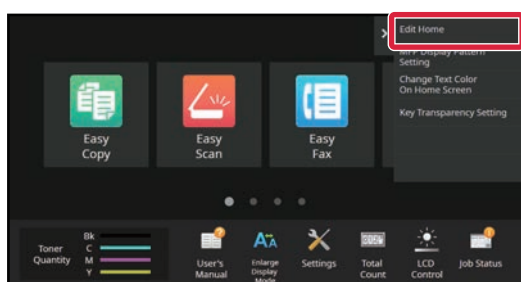 Edit Home
MFP Display Pattern
Setting
Change Text Color
On Home Screen
Key Transparency Setting
Easy
Copy
Easy
Scan
Easy
Fax
Toner
Quantity
Bk
C
M
Y
User's
Manual
Enlarge
Display
Mode
Settings
Total
Count
LCD
Control
Job Status